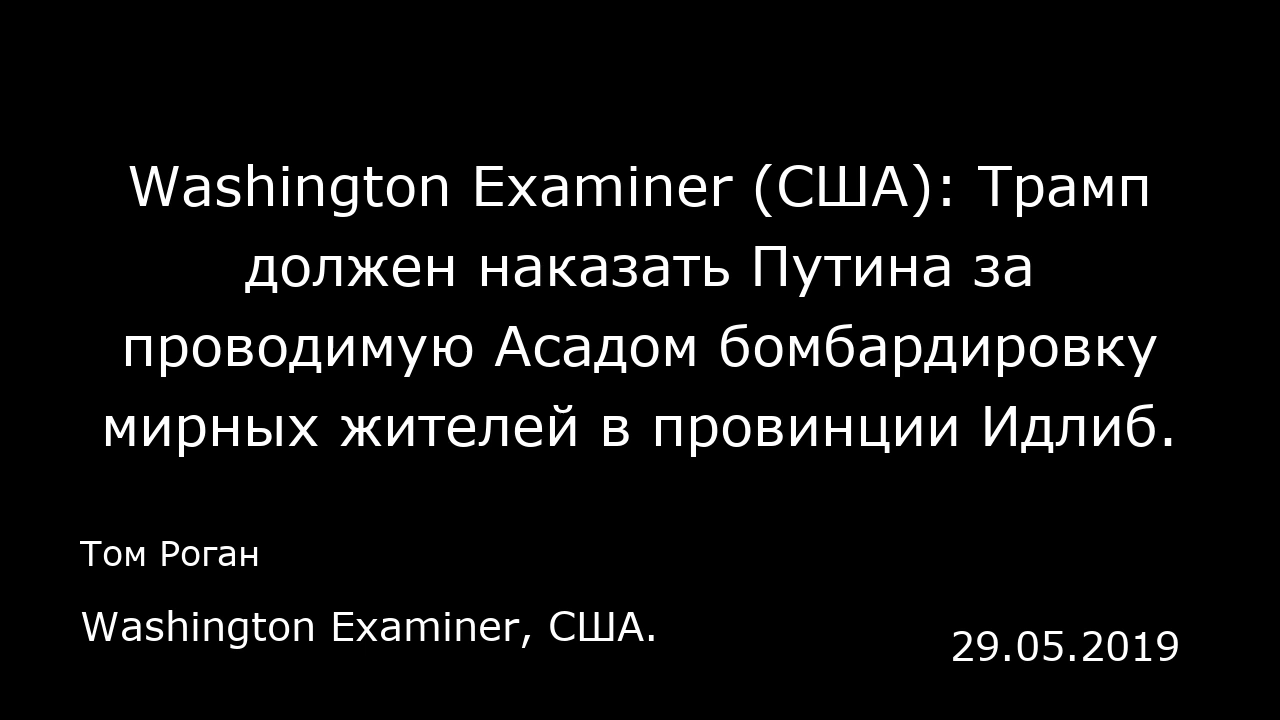 Washington Examiner (США): Трамп
должен наказать Путина за
проводимую Асадом бомбардировку
мирных жителей в провинции Идлиб.
Том Роган
Washington Examiner, США.
29.05.2019